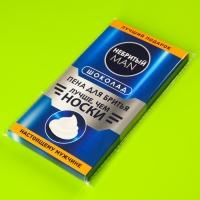 ЛУЧШИЙ ПОДАРОК
НЕБРИТЫЙ
MAN
ШОКОЛАД
ПЕНА ДЛЯ БРИТЬЯ
ЛУЧШЕ, ЧЕМ
НОСКИ
НАСТОЯЩЕМУ МУЖЧИНЕ